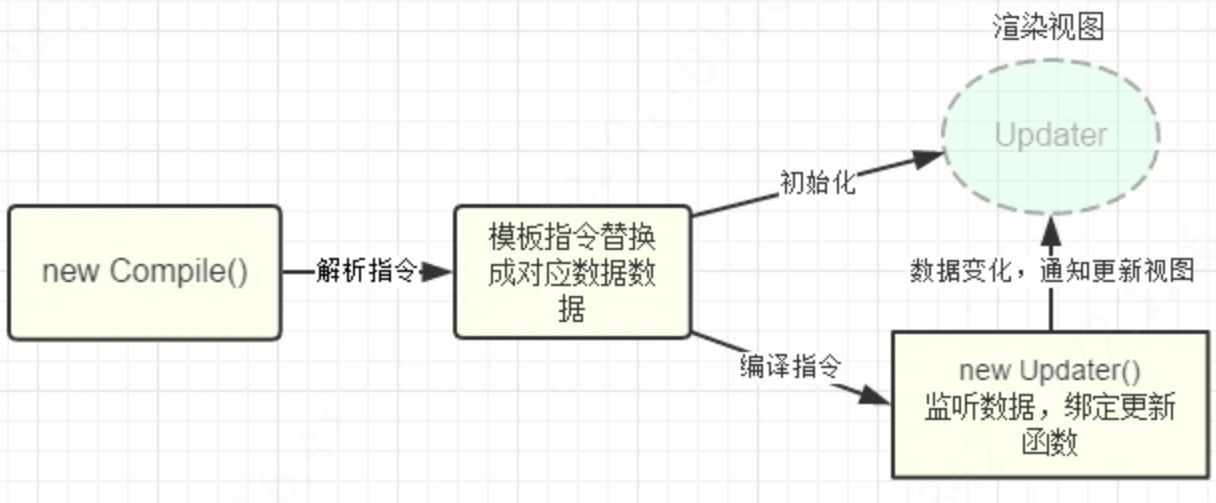 渲染视图
Updater
初始化
new Compile()
解析指令
模板指令替换
成对应数据数
据
数据变化，通知更新视图
编译指令
new Updater()
监听数据，绑定更新
函数